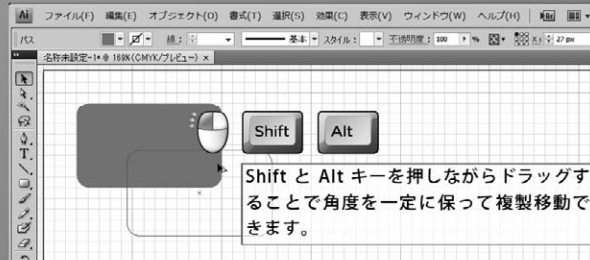 Ai ファイル(F) 編集(E) オブジェクト(O) 書式(T) 選択(S) 効果(C) 表示(V) ウィンドウ(W) ヘルプ(H) Br
パス 線: 基本 スタイル: 不透明度: 100 % X: 27 px
名称未設定-1* @ 169% (CMYK/プレビュー) ×
Shift Alt
Shift と Alt キーを押しながらドラッグす
ることで角度を一定に保って複製移動で
きます。